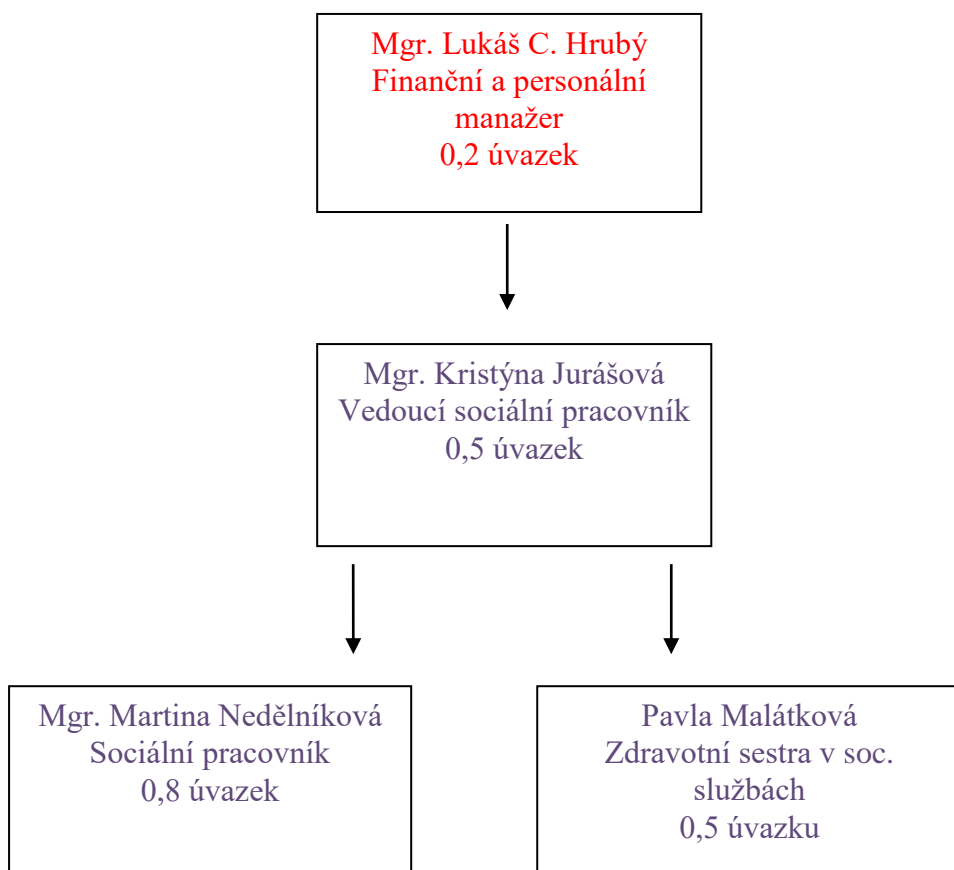 Mgr. Lukáš C. Hrubý
Finanční a personální
manažer
0,2 úvazek
Mgr. Kristýna Jurášová
Vedoucí sociální pracovník
0,5 úvazek
Mgr. Martina Nedělníková
Sociální pracovník
0,8 úvazek
Pavla Malátková
Zdravotní sestra v soc.
službách
0,5 úvazku